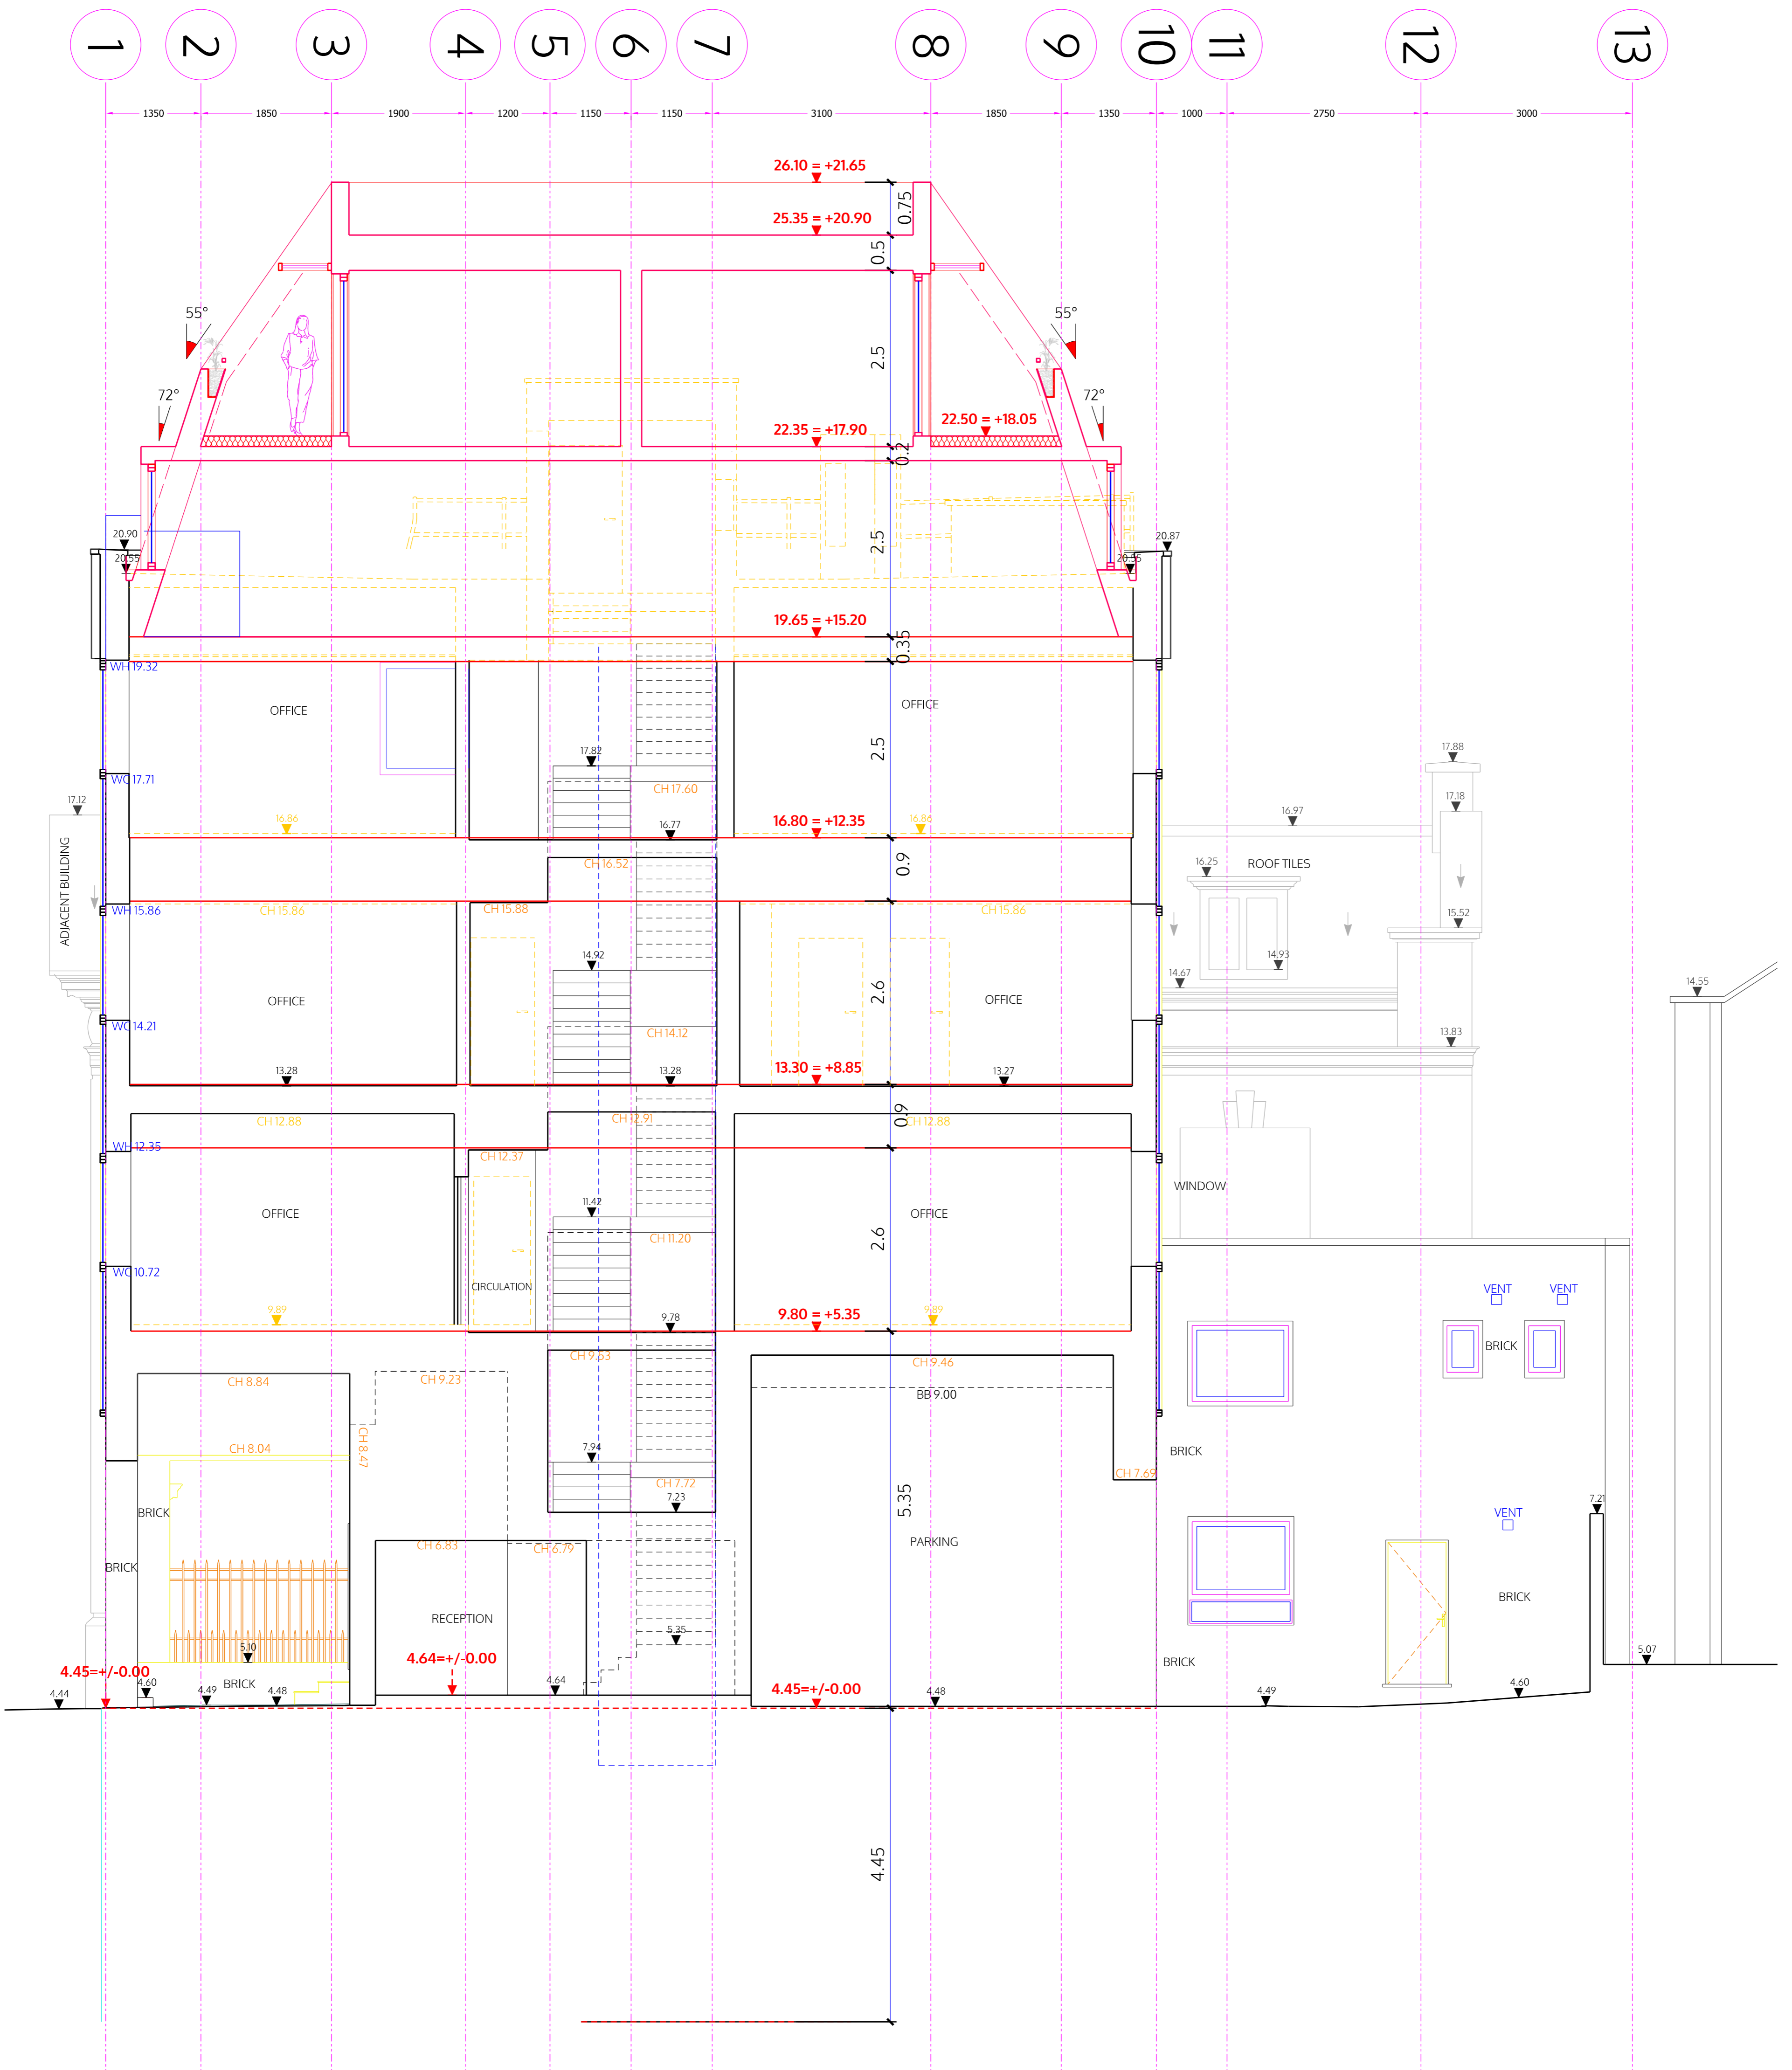 1 2 3 4 5 6 7 8 9 10 11 12 13
1350 1850 1900 1200 1150 1150 3100 1850 1350 1000 2750 3000
26.10 = +21.65
0.75
25.35 = +20.90
0.5
55°
55°
2.5
72°
72°
22.50 = +18.05
22.35 = +17.90
0.2
20.90
20.87
2.5
20.55
20.55
19.65 = +15.20
0.35
WH 19.32
OFFICE
OFFICE
2.5
17.82
17.88
WC 17.71
CH 17.60
17.12
17.18
16.86
16.77
16.80 = +12.35
16.86
16.97
ADJACENT BUILDING
CH 16.52
0.9
16.25
ROOF TILES
WH 15.86
CH 15.86
CH 15.88
CH 15.86
15.52
14.92
14.93
14.67
14.55
OFFICE
2.6
OFFICE
WC 14.21
CH 14.12
13.83
13.28
13.28
13.30 = +8.85
13.27
CH 12.88
CH 12.91
0.9
CH 12.88
WH 12.35
CH 12.37
WINDOW
OFFICE
11.42
OFFICE
CH 11.20
2.6
WC 10.72
CIRCULATION
VENT
VENT
9.89
9.78
9.80 = +5.35
9.89
BRICK
CH 9.53
CH 9.46
CH 8.84
CH 9.23
BB 9.00
CH 8.47
CH 8.04
7.94
BRICK
CH 7.72
CH 7.69
7.23
5.35
7.21
BRICK
VENT
CH 6.83
CH 6.79
PARKING
BRICK
RECEPTION
BRICK
5.35
5.10
4.45=+/-0.00
4.64=+/-0.00
BRICK
5.07
4.60
BRICK
4.64
4.60
4.44
4.49
4.48
4.45=+/-0.00
4.48
4.49
4.45